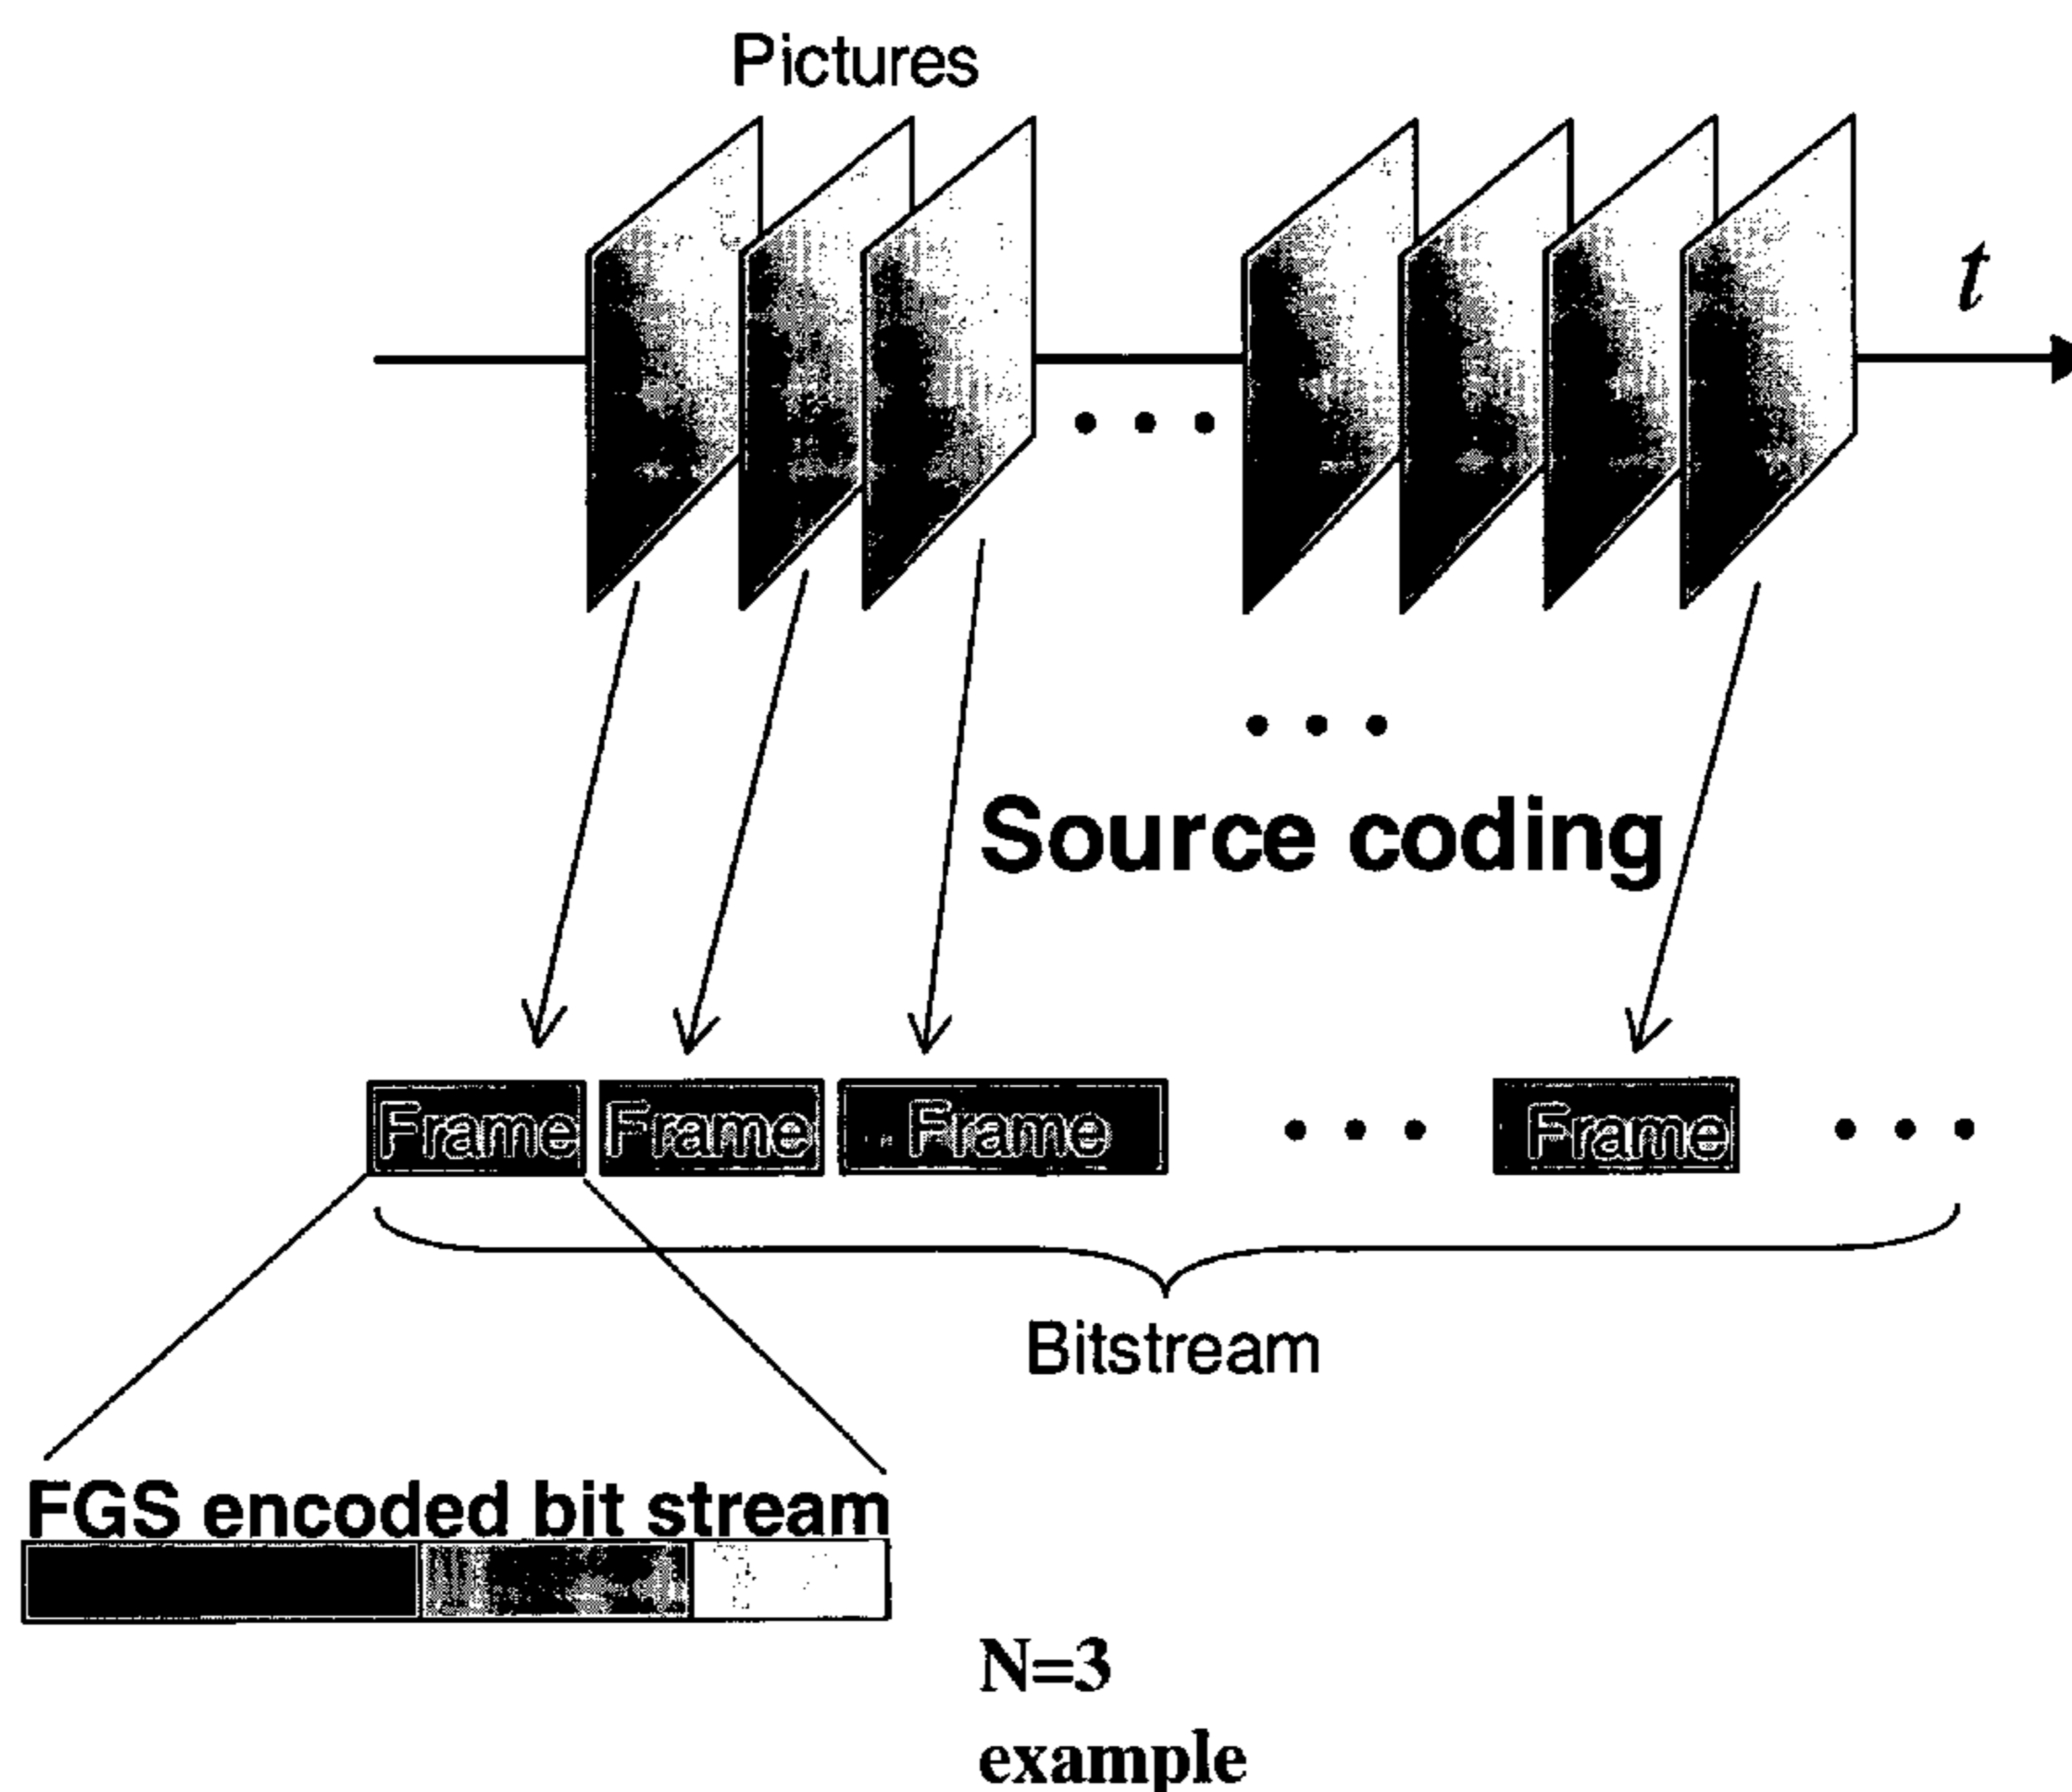 Pictures
t
Source coding
Frame Frame Frame Frame
Bitstream
FGS encoded bit stream
N=3
example